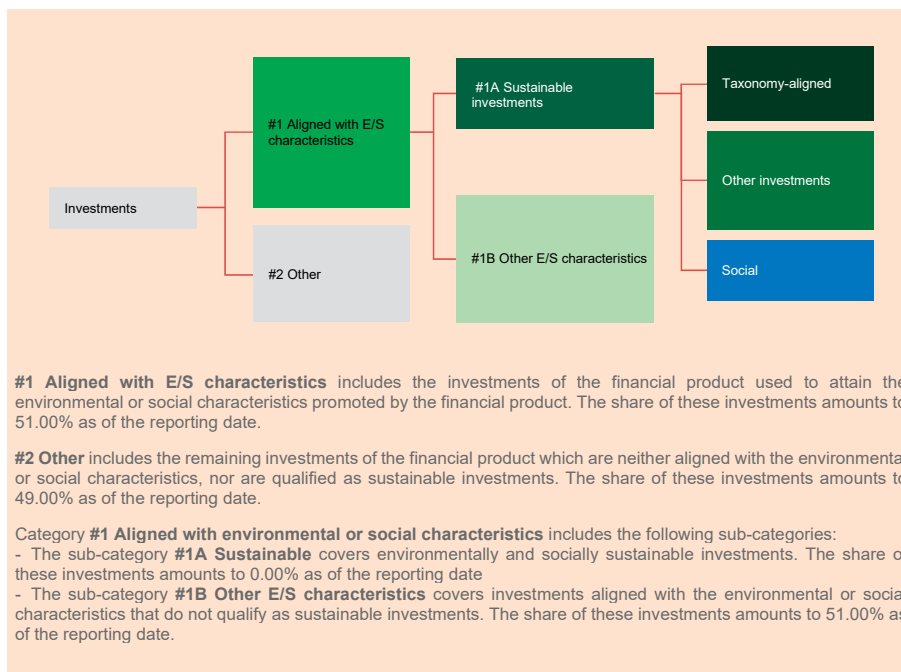 Investments
#1 Aligned with E/S
characteristics
#2 Other
#1A Sustainable
investments
#1B Other E/S characteristics
Taxonomy-aligned
Other investments
Social
#1 Aligned with E/S characteristics includes the investments of the financial product used to attain the
environmental or social characteristics promoted by the financial product. The share of these investments amounts to
51.00% as of the reporting date.
#2 Other includes the remaining investments of the financial product which are neither aligned with the environmenta
or social characteristics, nor are qualified as sustainable investments. The share of these investments amounts to
49.00% as of the reporting date.
Category #1 Aligned with environmental or social characteristics includes the following sub-categories:
- The sub-category #1A Sustainable covers environmentally and socially sustainable investments. The share o
these investments amounts to 0.00% as of the reporting date
- The sub-category #1B Other E/S characteristics covers investments aligned with the environmental or socia
characteristics that do not qualify as sustainable investments. The share of these investments amounts to 51.00% as
of the reporting date.